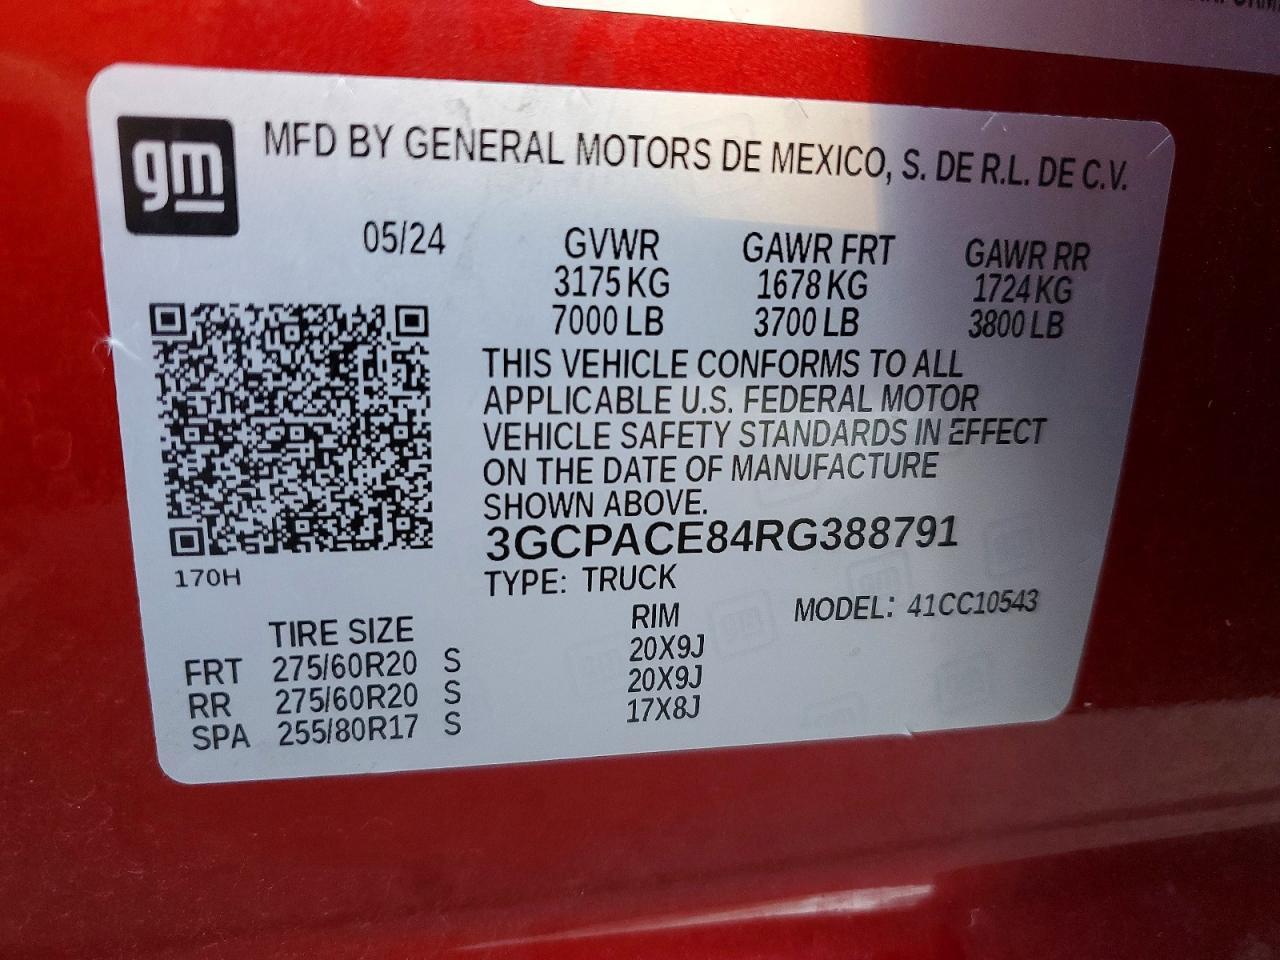 gm
MFD BY GENERAL MOTORS DE MEXICO, S. DE R.L. DE C.V.
05/24
GVWR GAWR FRT GAWR RR
3175 KG 1678 KG 1724 KG
7000 LB 3700 LB 3800 LB
THIS VEHICLE CONFORMS TO ALL
APPLICABLE U.S. FEDERAL MOTOR
VEHICLE SAFETY STANDARDS IN EFFECT
ON THE DATE OF MANUFACTURE
SHOWN ABOVE.
3GCPACE84RG388791
170H
TYPE: TRUCK
MODEL: 41CC10543
TIRE SIZE RIM
FRT 275/60R20 S 20X9J
RR 275/60R20 S 20X9J
SPA 255/80R17 S 17X8J